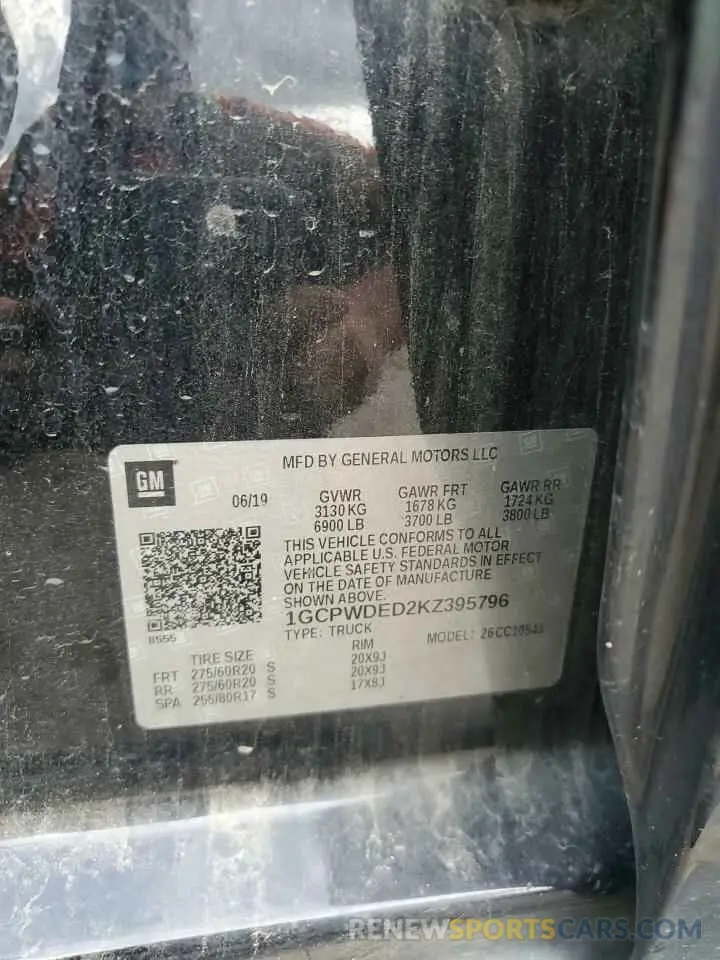 MFD BY GENERAL MOTORS LLC
GM
06/19
GVWR GAWR FRT GAWR RR
3130 KG 1678 KG 1724 KG
6900 LB 3700 LB 3800 LB
THIS VEHICLE CONFORMS TO ALL
APPLICABLE U.S. FEDERAL MOTOR
VEHICLE SAFETY STANDARDS IN EFFECT
ON THE DATE OF MANUFACTURE
SHOWN ABOVE.
1GCPWDED2KZ395796
TYPE: TRUCK MODEL:
TIRE SIZE RIM
FRT 275/60R20 S 20X9J
RR 275/60R20 S 20X9J
SPA 255/80R17 S 17X8J
RENEWSPORTSCARS.COM